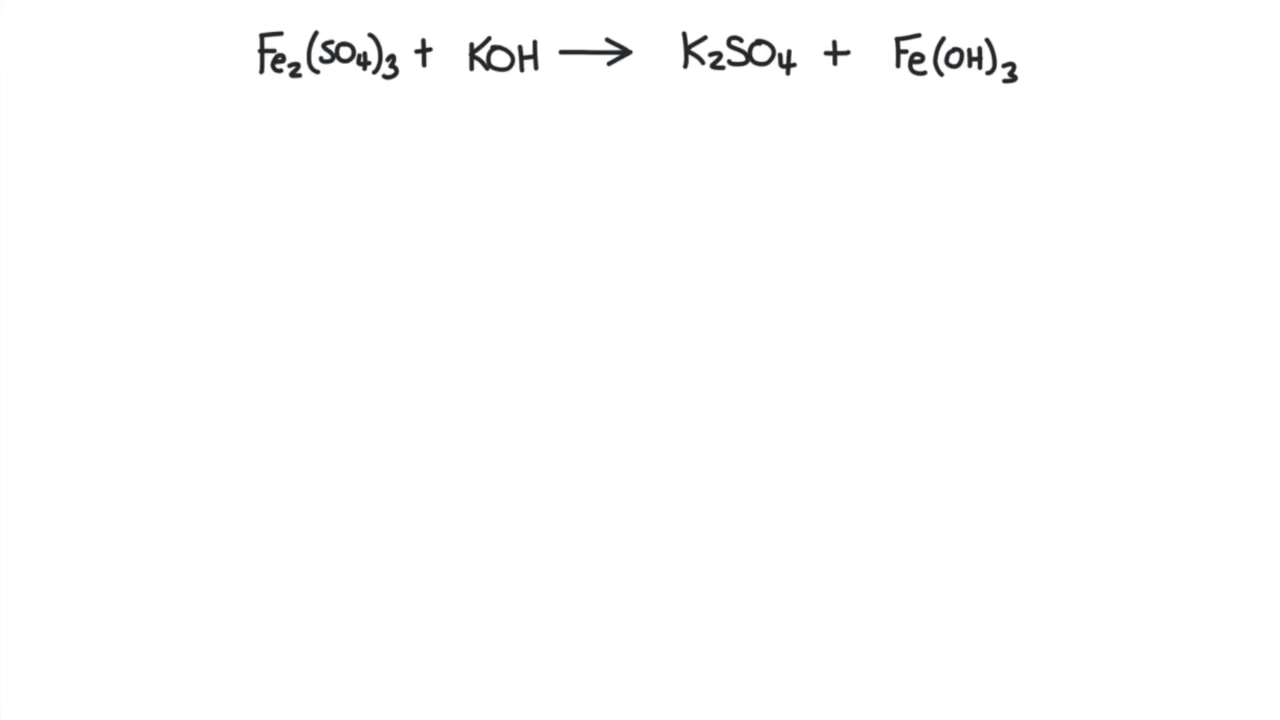 Fe₂(SO₄)₃ + KOH ⟶ K₂SO₄ + Fe(OH)₃